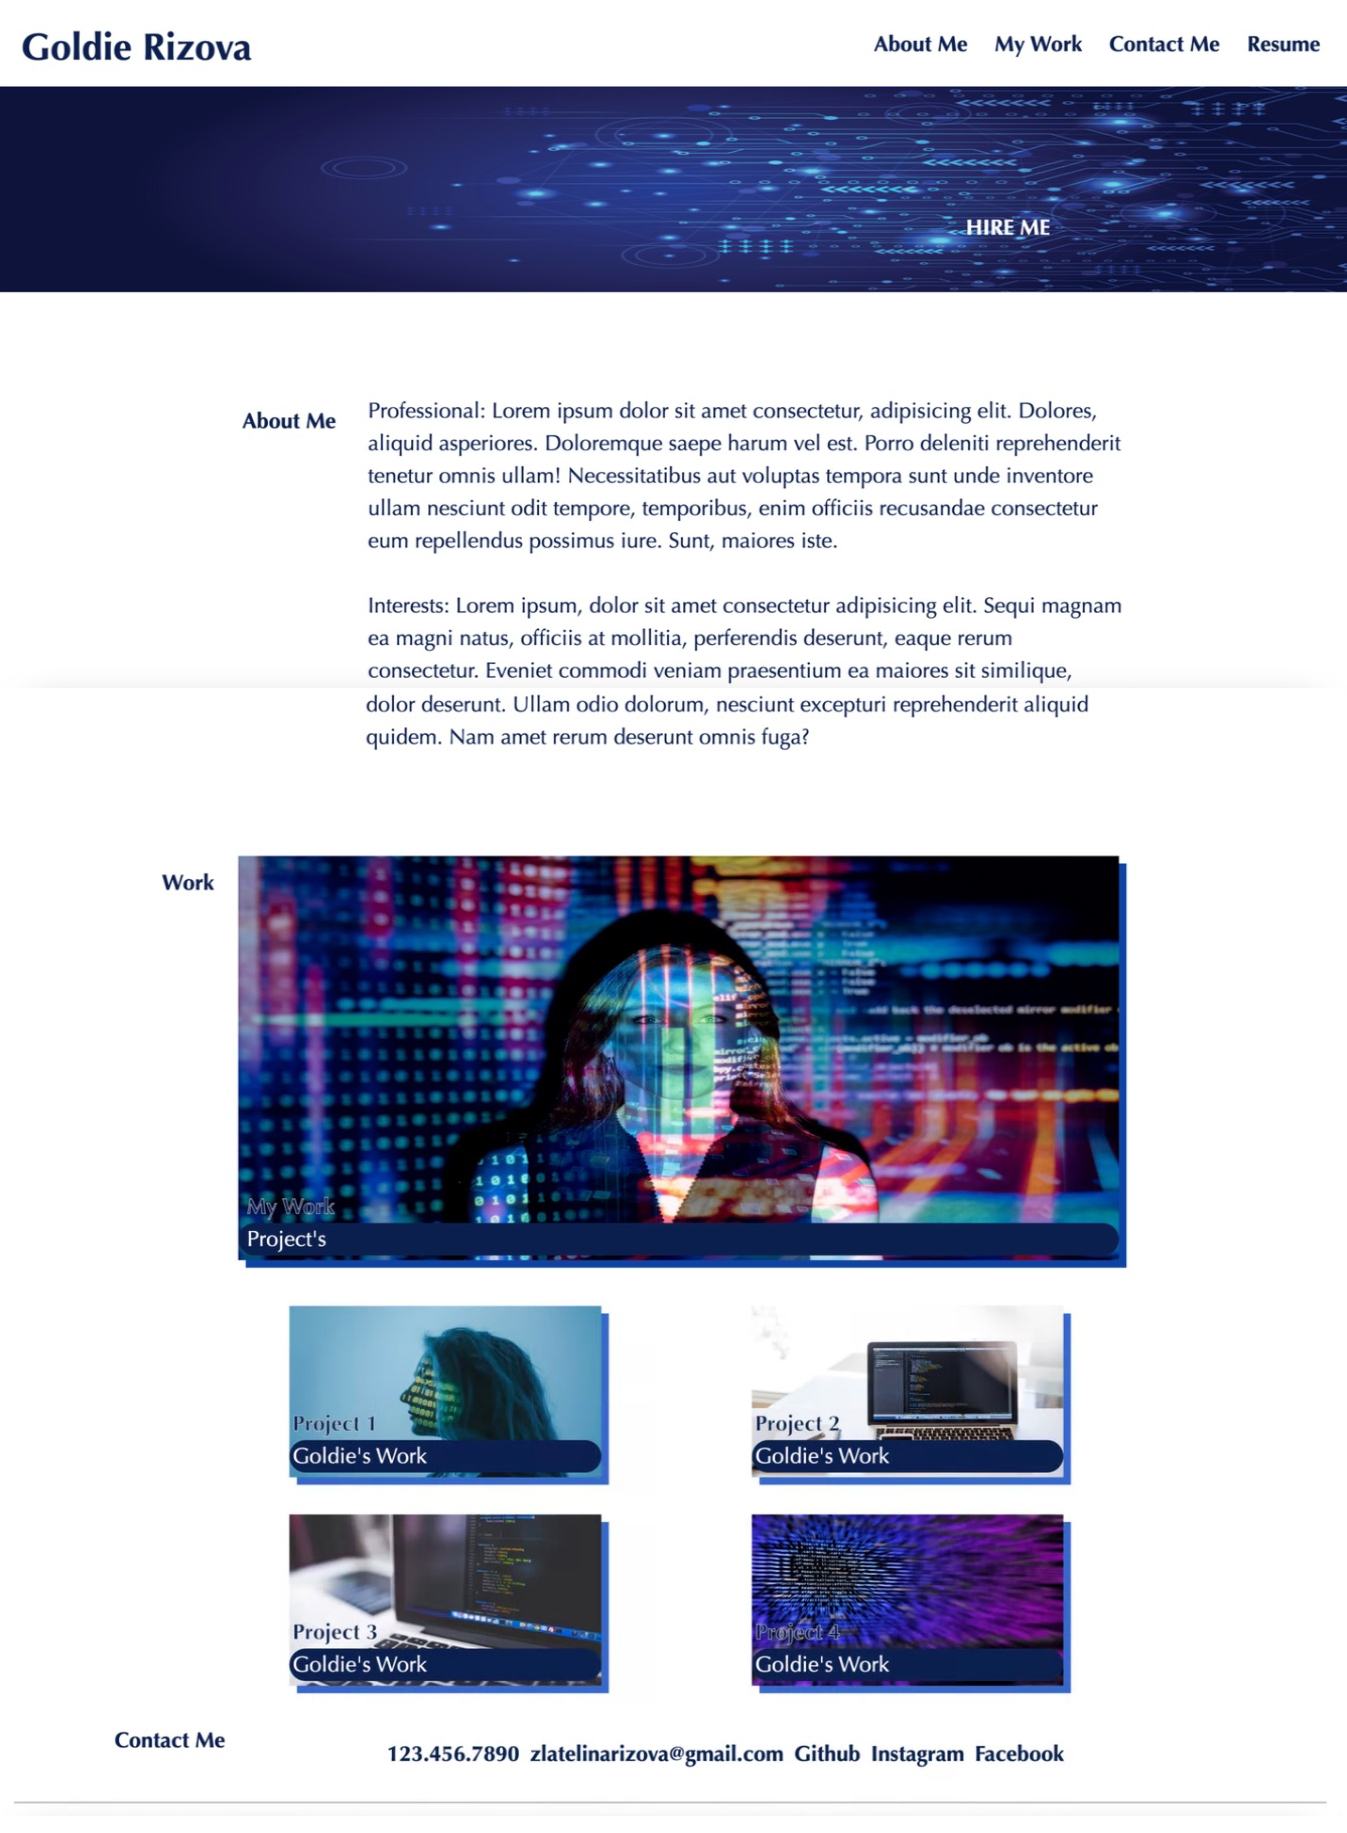 Goldie Rizova
About Me My Work Contact Me Resume
HIRE ME
About Me
Professional: Lorem ipsum dolor sit amet consectetur, adipisicing elit. Dolores,
aliquid asperiores. Doloremque saepe harum vel est. Porro deleniti reprehenderit
tenetur omnis ullam! Necessitatibus aut voluptas tempora sunt unde inventore
ullam nesciunt odit tempore, temporibus, enim officiis recusandae consectetur
eum repellendus possimus iure. Sunt, maiores iste.
Interests: Lorem ipsum, dolor sit amet consectetur adipisicing elit. Sequi magnam
ea magni natus, officiis at mollitia, perferendis deserunt, eaque rerum
consectetur. Eveniet commodi veniam praesentium ea maiores sit similique,
dolor deserunt. Ullam odio dolorum, nesciunt excepturi reprehenderit aliquid
quidem. Nam amet rerum deserunt omnis fuga?
Work
add back the deselected mirror modifier
My Work
Project's
Project 1
Goldie's Work
Project 2
Goldie's Work
Project 3
Goldie's Work
Project 4
Goldie's Work
Contact Me
123.456.7890 zlatelinarizova@gmail.com Github Instagram Facebook